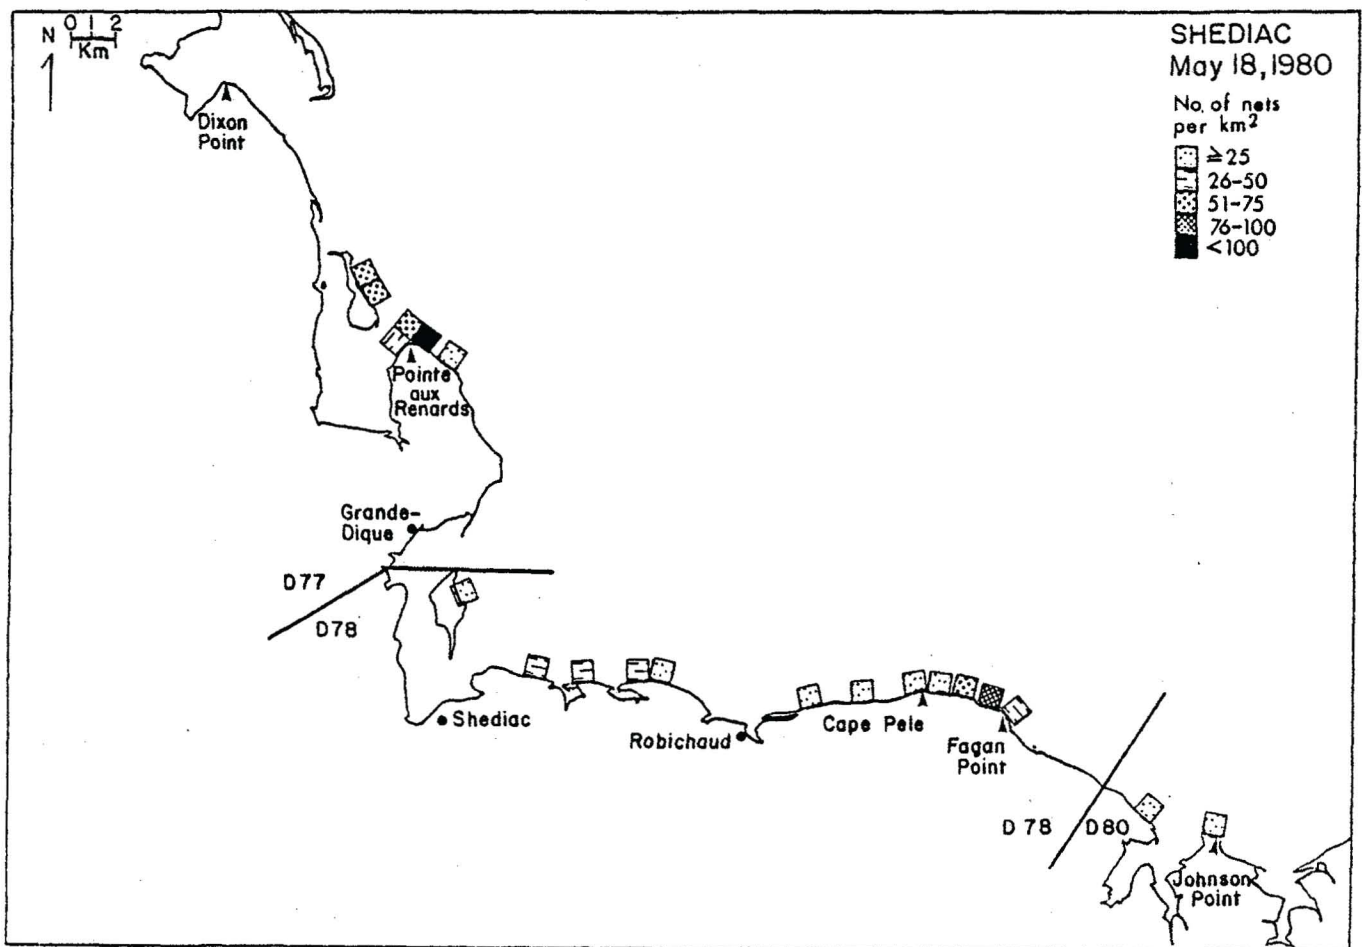 N
0 1 2
Km
SHEDIAC
May 18, 1980
No. of nets
per km²
≧25
26-50
51-75
76-100
<100
Dixon
Point
Pointe
aux
Renards
Grande-
Dique
D77
D78
Shediac
Robichaud
Cape Pele
Fagan
Point
D 78
D80
Johnson
Point